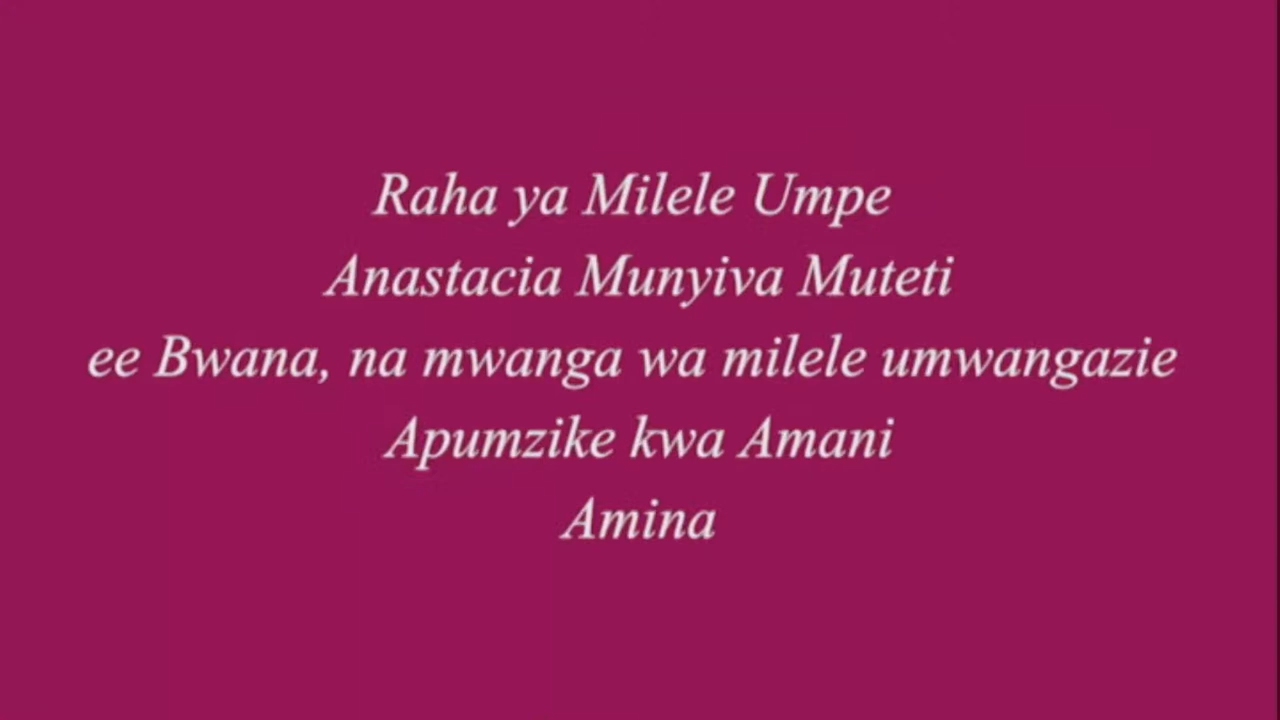 Raha ya Milele Umpe
Anastacia Munyiva Muteti
ee Bwana, na mwanga wa milele umwangazie
Apumzike kwa Amani
Amina